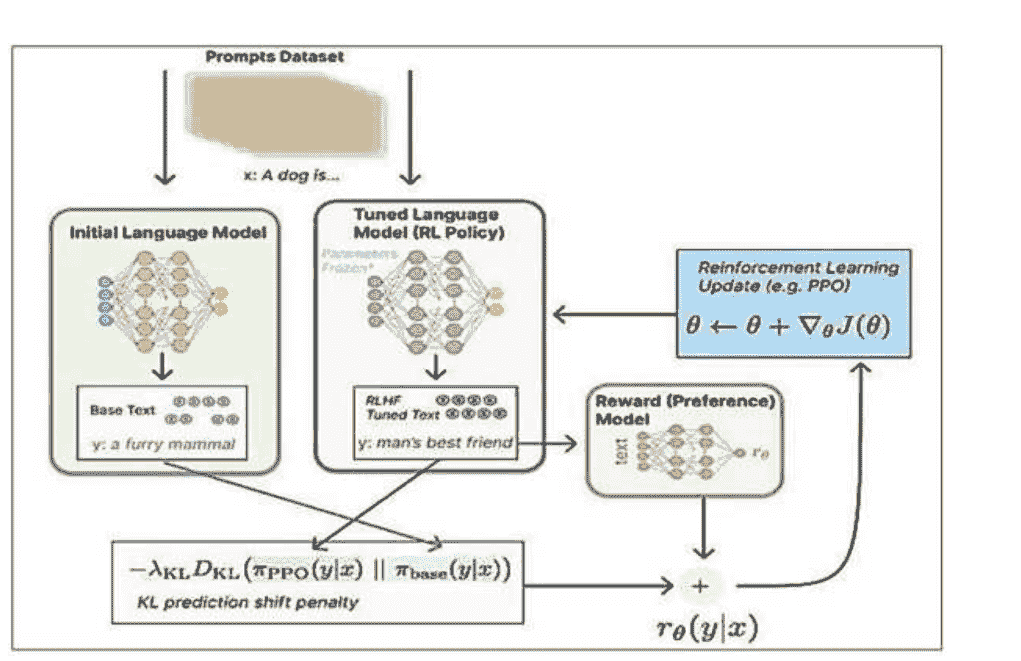 Prompts Dataset
x: A dog is...
Initial Language Model
Tuned Language
Model (RL Policy)
Parameters
Frozen*
Base Text
y: a furry mammal
RLHF
Tuned Text
y: man's best friend
Reinforcement Learning
Update (e.g. PPO)
θ ← θ + ∇θJ(θ)
Reward (Preference)
Model
text
rθ
−λKL DKL(πPPO(y|x) || πbase(y|x))
KL prediction shift penalty
+
rθ(y|x)